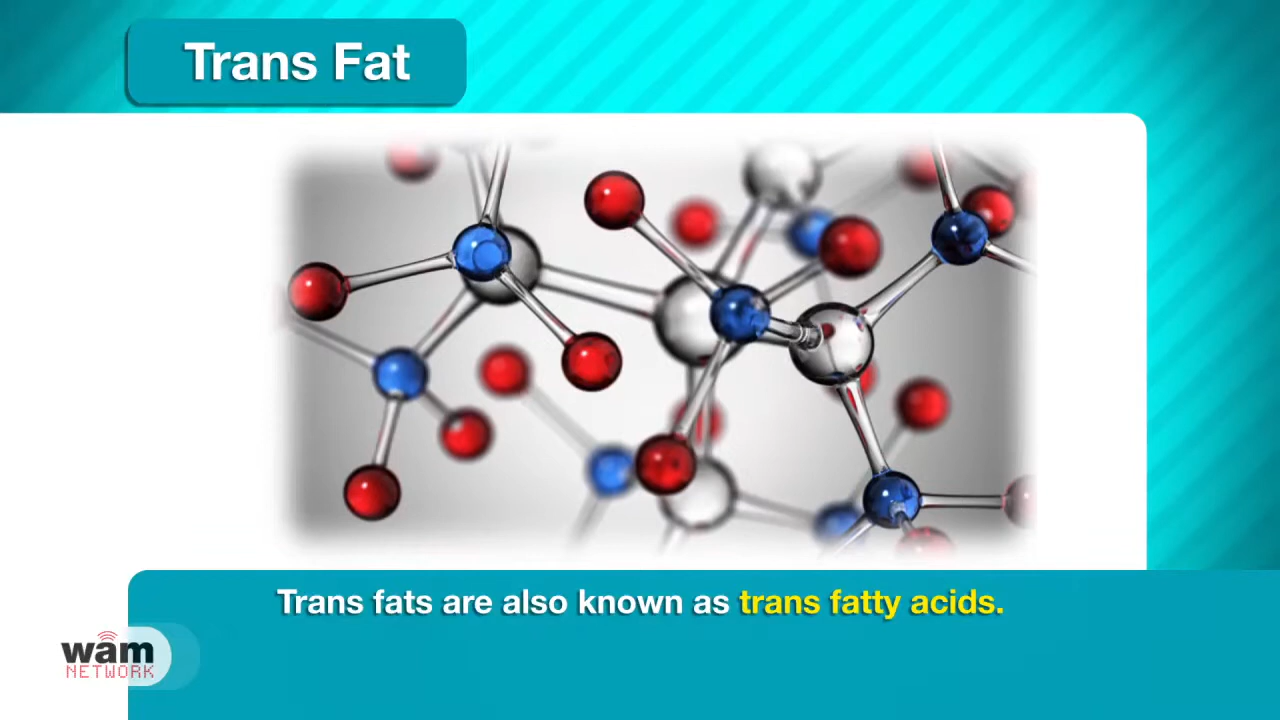 Trans Fat
Trans fats are also known as trans fatty acids.
wam
NETWORK